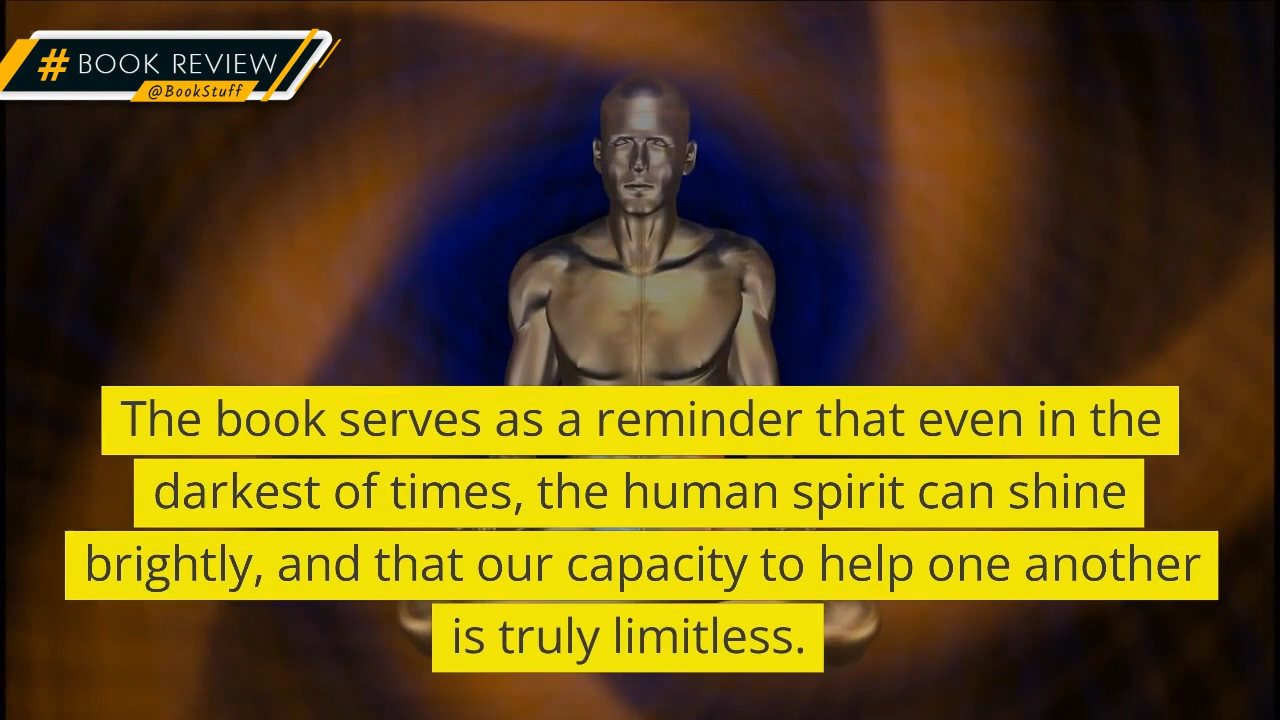 # BOOK REVIEW
@BookStuff
The book serves as a reminder that even in the
darkest of times, the human spirit can shine
brightly, and that our capacity to help one another
is truly limitless.